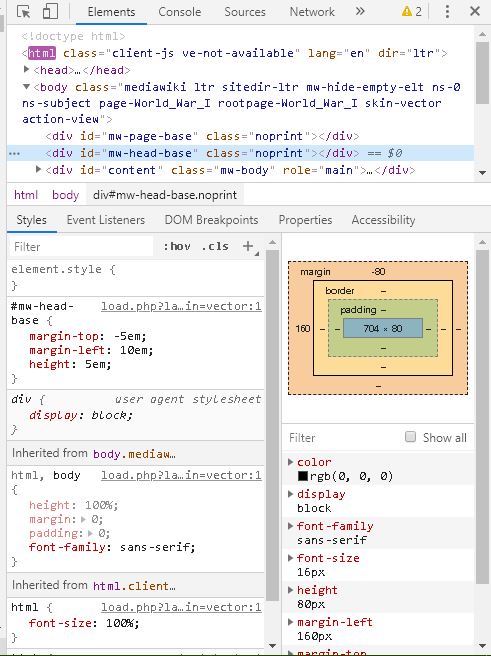 Elements Console Sources Network » 2
<!doctype html>
<html class="client-js ve-not-available" lang="en" dir="ltr">
<head>…</head>
<body class="mediawiki ltr sitedir-ltr mw-hide-empty-elt ns-0
ns-subject page-World_War_I rootpage-World_War_I skin-vector
action-view">
<div id="mw-page-base" class="noprint"></div>
… <div id="mw-head-base" class="noprint"></div> == $0
<div id="content" class="mw-body" role="main">…</div>
html body div#mw-head-base.noprint
Styles Event Listeners DOM Breakpoints Properties Accessibility
Filter :hov .cls +
element.style {
}
#mw-head- load.php?la…in=vector:1
base {
margin-top: -5em;
margin-left: 10em;
height: 5em;
}
div { user agent stylesheet
display: block;
}
Inherited from body.mediaw…
html, body load.php?la…in=vector:1
{
height: 100%;
margin: 0;
padding: 0;
font-family: sans-serif;
}
Inherited from html.client…
html { load.php?la…in=vector:1
font-size: 100%;
}
margin -80
border –
padding –
160 – – 704 × 80 – – –
–
–
–
Filter Show all
color
rgb(0, 0, 0)
display
block
font-family
sans-serif
font-size
16px
height
80px
margin-left
160px
margin-top